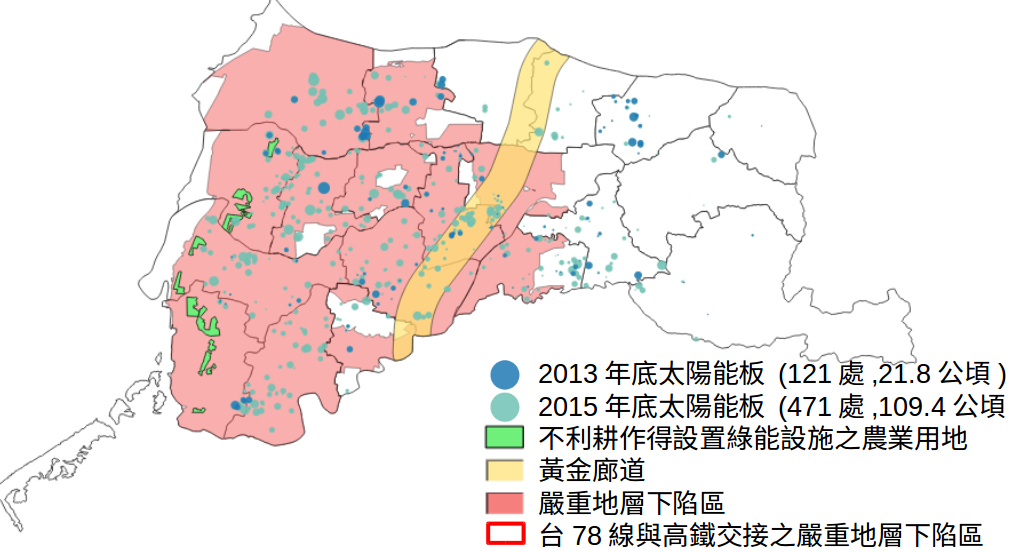 2013 年底太陽能板 (121 處 ,21.8 公頃 )
2015 年底太陽能板 (471 處 ,109.4 公頃
不利耕作得設置綠能設施之農業用地
黃金廊道
嚴重地層下陷區
台 78 線與高鐵交接之嚴重地層下陷區